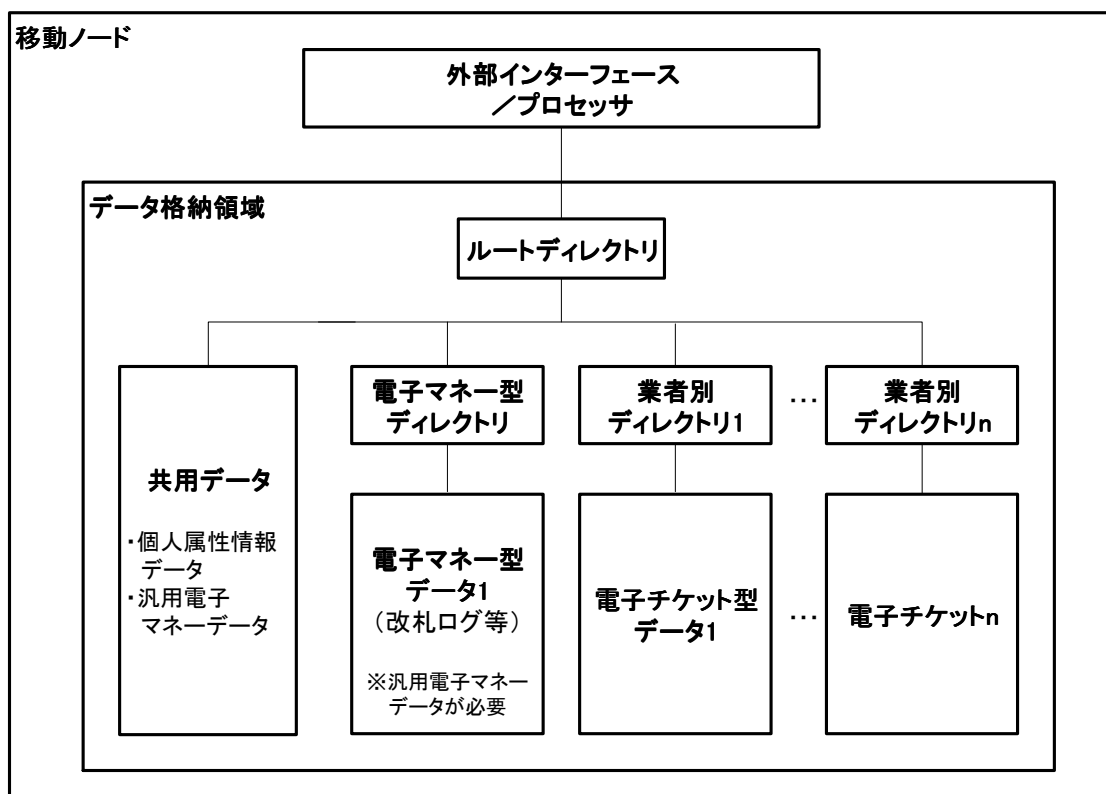 移動ノード
外部インターフェース
／プロセッサ
データ格納領域
ルートディレクトリ
電子マネー型
ディレクトリ
業者別
ディレクトリ1
…
業者別
ディレクトリn
共用データ
・個人属性情報
データ
・汎用電子
マネーデータ
電子マネー型
データ1
（改札ログ等）
※汎用電子マネー
データが必要
電子チケット型
データ1
…
電子チケットn